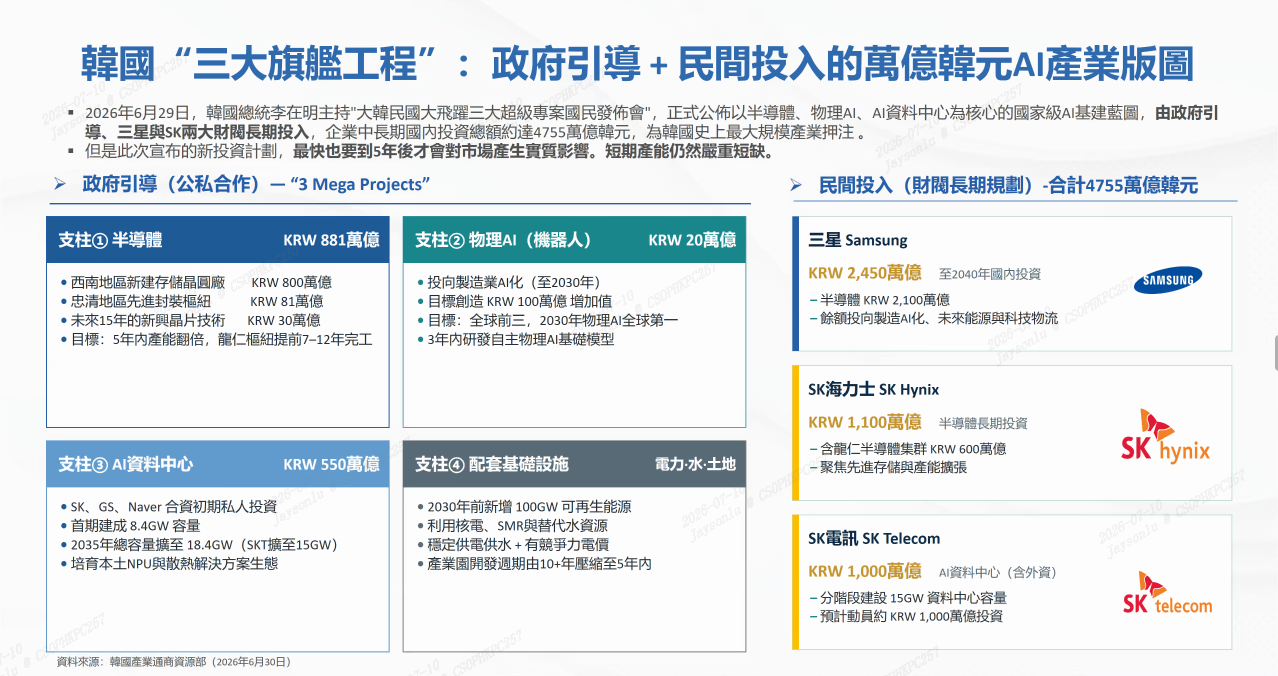 韓國“三大旗艦工程”： 政府引導 + 民間投入的萬億韓元AI產業版圖
▪ 2026年6月29日，韓國總統李在明主持"大韓民國大飛躍三大超級專案國民發佈會"，正式公佈以半導體、物理AI、AI資料中心為核心的國家級AI基建藍圖，由政府引
導、三星與SK兩大財閥長期投入，企業中長期國內投資總額約達4755萬億韓元，為韓國史上最大規模產業押注 。
▪ 但是此次宣布的新投資計劃，最快也要到5年後才會對市場產生實質影響。短期產能仍然嚴重短缺。
➢ 政府引導（公私合作）— “3 Mega Projects”
支柱① 半導體 KRW 881萬億
• 西南地區新建存儲晶圓廠 KRW 800萬億
• 忠清地區先進封裝樞紐 KRW 81萬億
• 未來15年的新興晶片技術 KRW 30萬億
• 目標：5年內產能翻倍，龍仁樞紐提前7–12年完工
支柱② 物理AI（機器人） KRW 20萬億
• 投向製造業AI化（至2030年）
• 目標創造 KRW 100萬億 增加值
• 目標：全球前三，2030年物理AI全球第一
• 3年內研發自主物理AI基礎模型
支柱③ AI資料中心 KRW 550萬億
• SK、GS、Naver 合資初期私人投資
• 首期建成 8.4GW 容量
• 2035年總容量擴至 18.4GW（SKT擴至15GW）
• 培育本土NPU與散熱解決方案生態
支柱④ 配套基礎設施 電力·水·土地
• 2030年前新增 100GW 可再生能源
• 利用核電、SMR與替代水資源
• 穩定供電供水 + 有競爭力電價
• 產業園開發週期由10+年壓縮至5年內
➢ 民間投入（財閥長期規劃）-合計4755萬億韓元
三星 Samsung
KRW 2,450萬億 至2040年國內投資
– 半導體 KRW 2,100萬億
– 餘額投向製造AI化、未來能源與科技物流
SAMSUNG
SK海力士 SK Hynix
KRW 1,100萬億 半導體長期投資
– 含龍仁半導體集群 KRW 600萬億
– 聚焦先進存儲與產能擴張
SK hynix
SK電訊 SK Telecom
KRW 1,000萬億 AI資料中心（含外資）
– 分階段建設 15GW 資料中心容量
– 預計動員約 KRW 1,000萬億投資
SK telecom
資料來源：韓國產業通商資源部（2026年6月30日）
2026-07-10
Jaysonlu @ CSOPHKPC257